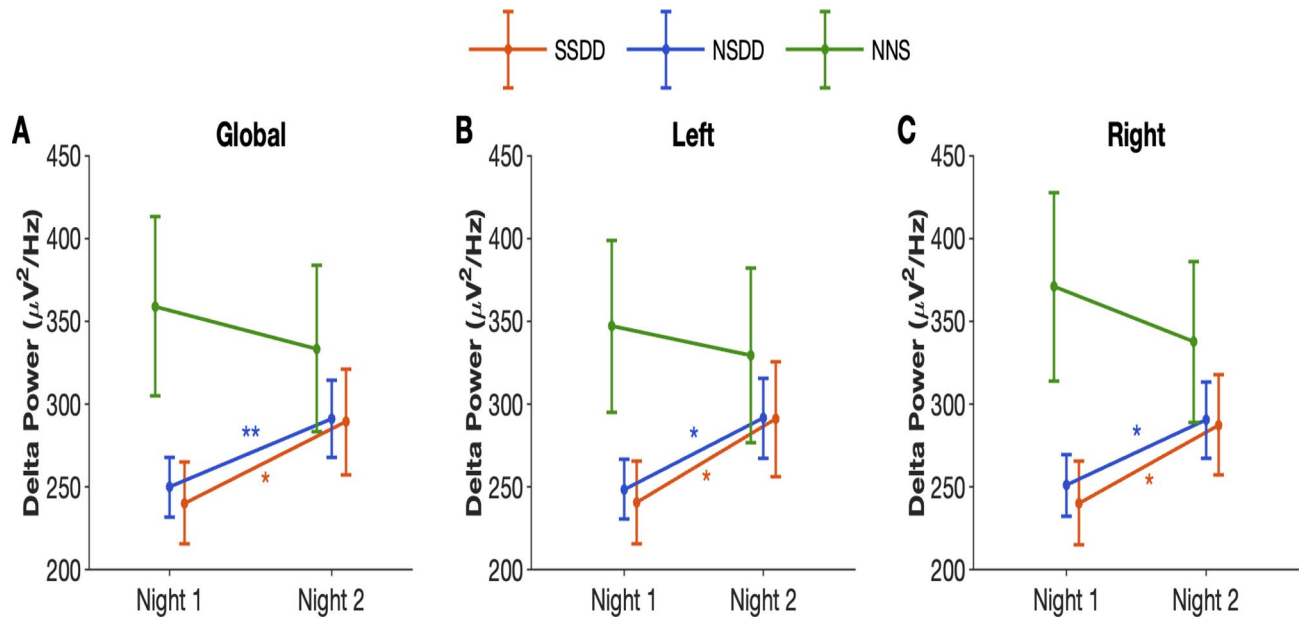 SSDD NSDD NNS
A Global
450
400
350
300
250
200
Delta Power (μV²/Hz)
**
*
Night 1 Night 2
B Left
450
400
350
300
250
200
Delta Power (μV²/Hz)
*
*
Night 1 Night 2
C Right
450
400
350
300
250
200
Delta Power (μV²/Hz)
*
*
Night 1 Night 2